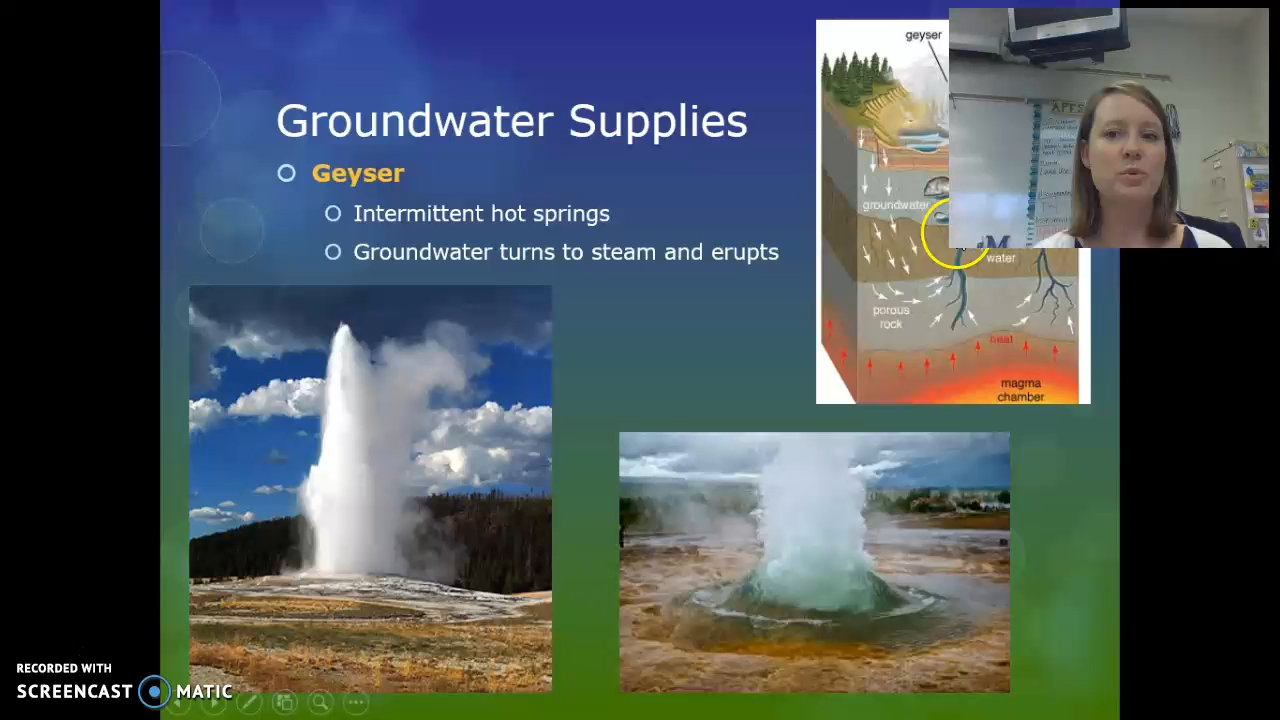 Groundwater Supplies
Geyser
Intermittent hot springs
Groundwater turns to steam and erupts
geyser
groundwater
water
porous
rock
heat
magma
chamber
APES
RECORDED WITH
SCREENCAST MATIC